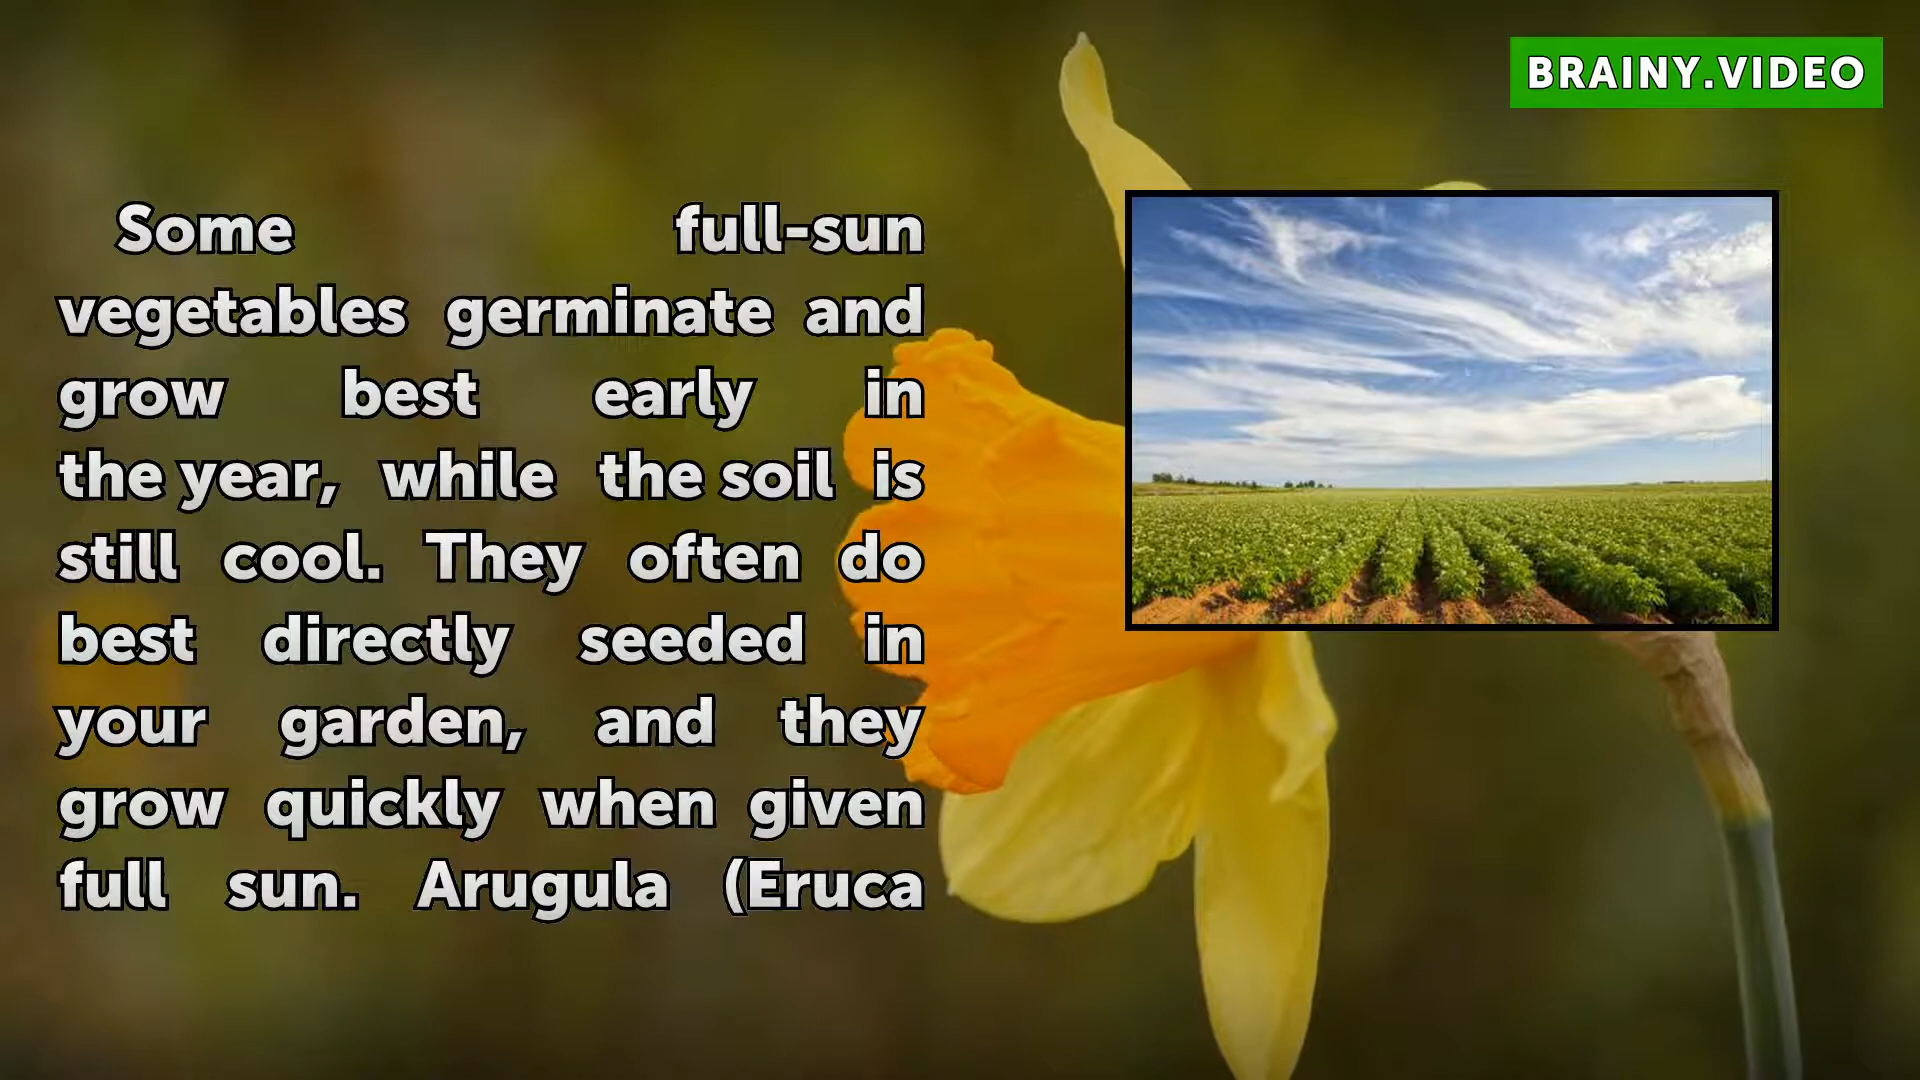 BRAINY.VIDEO
Some full-sun
vegetables germinate and
grow best early in
the year, while the soil is
still cool. They often do
best directly seeded in
your garden, and they
grow quickly when given
full sun. Arugula (Eruca